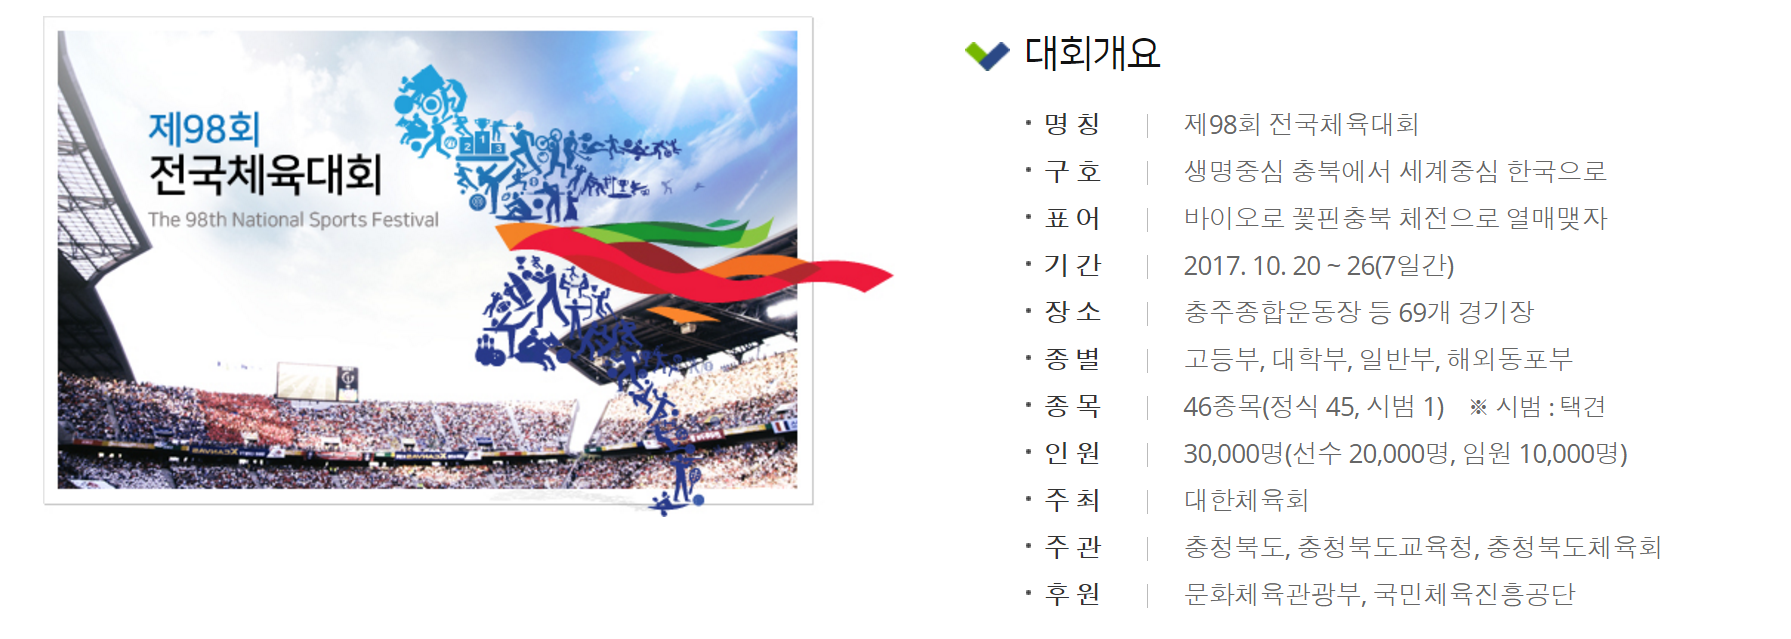 제98회
전국체육대회
The 98th National Sports Festival
1
2
3
대회개요
명 칭 제98회 전국체육대회
구 호 생명중심 충북에서 세계중심 한국으로
표 어 바이오로 꽃핀충북 체전으로 열매맺자
기 간 2017. 10. 20 ~ 26(7일간)
장 소 충주종합운동장 등 69개 경기장
종 별 고등부, 대학부, 일반부, 해외동포부
종 목 46종목(정식 45, 시범 1) ※ 시범 : 택견
인 원 30,000명(선수 20,000명, 임원 10,000명)
주 최 대한체육회
주 관 충청북도, 충청북도교육청, 충청북도체육회
후 원 문화체육관광부, 국민체육진흥공단